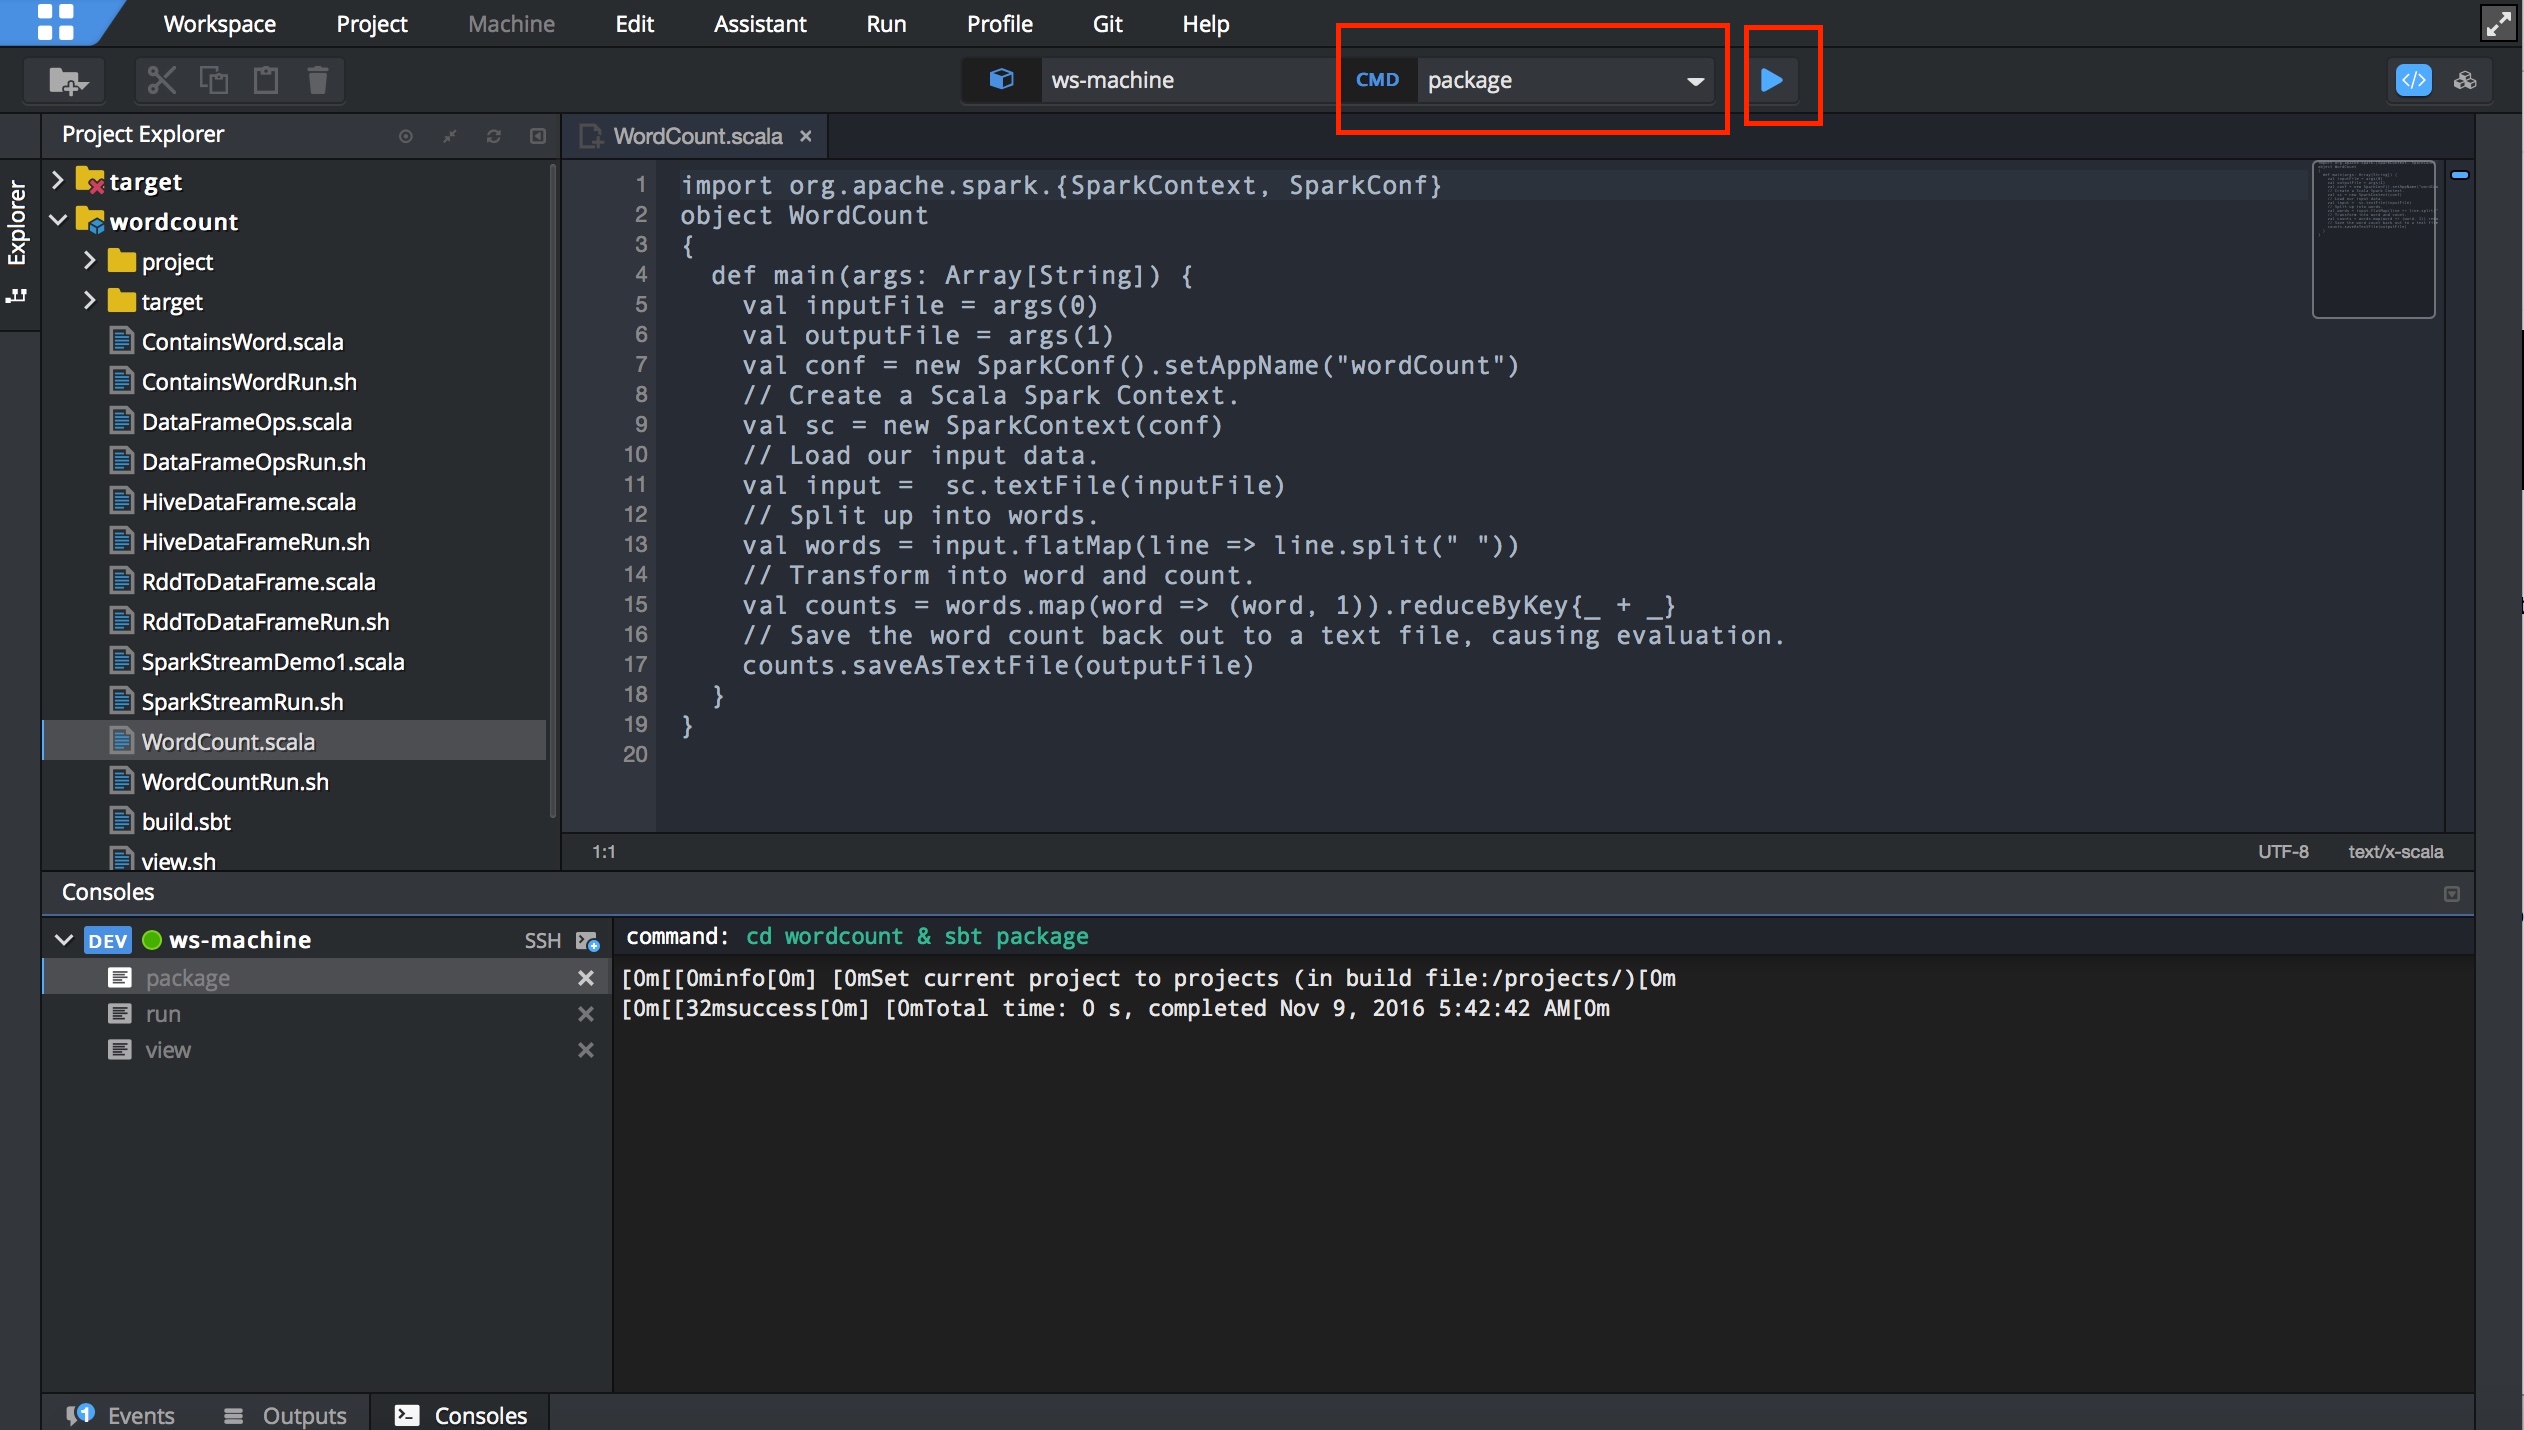 Workspace Project Machine Edit Assistant Run Profile Git Help
ws-machine CMD package
Project Explorer
WordCount.scala
Explorer
target
wordcount
project
target
ContainsWord.scala
ContainsWordRun.sh
DataFrameOps.scala
DataFrameOpsRun.sh
HiveDataFrame.scala
HiveDataFrameRun.sh
RddToDataFrame.scala
RddToDataFrameRun.sh
SparkStreamDemo1.scala
SparkStreamRun.sh
WordCount.scala
WordCountRun.sh
build.sbt
view.sh
1 import org.apache.spark.{SparkContext, SparkConf}
2 object WordCount
3 {
4 def main(args: Array[String]) {
5 val inputFile = args(0)
6 val outputFile = args(1)
7 val conf = new SparkConf().setAppName("wordCount")
8 // Create a Scala Spark Context.
9 val sc = new SparkContext(conf)
10 // Load our input data.
11 val input =  sc.textFile(inputFile)
12 // Split up into words.
13 val words = input.flatMap(line => line.split(" "))
14 // Transform into word and count.
15 val counts = words.map(word => (word, 1)).reduceByKey{_ + _}
16 // Save the word count back out to a text file, causing evaluation.
17 counts.saveAsTextFile(outputFile)
18 }
19 }
20
1:1 UTF-8 text/x-scala
Consoles
DEV ws-machine SSH
package
run
view
command: cd wordcount & sbt package
[0m[[0minfo[0m] [0mSet current project to projects (in build file:/projects/)[0m
[0m[[32msuccess[0m] [0mTotal time: 0 s, completed Nov 9, 2016 5:42:42 AM[0m
1 Events Outputs Consoles